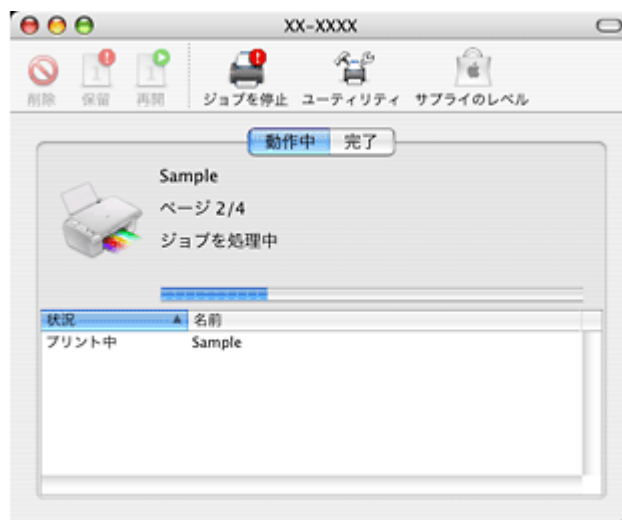 XX-XXXX
削除 保留 再開 ジョブを停止 ユーティリティ サプライのレベル
動作中 完了
Sample
ページ 2/4
ジョブを処理中
状況 名前
プリント中 Sample